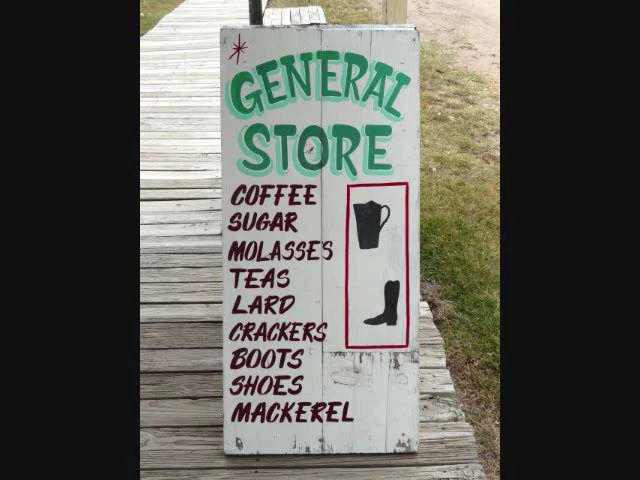 GENERAL
STORE
COFFEE
SUGAR
MOLASSES
TEAS
LARD
CRACKERS
BOOTS
SHOES
MACKEREL